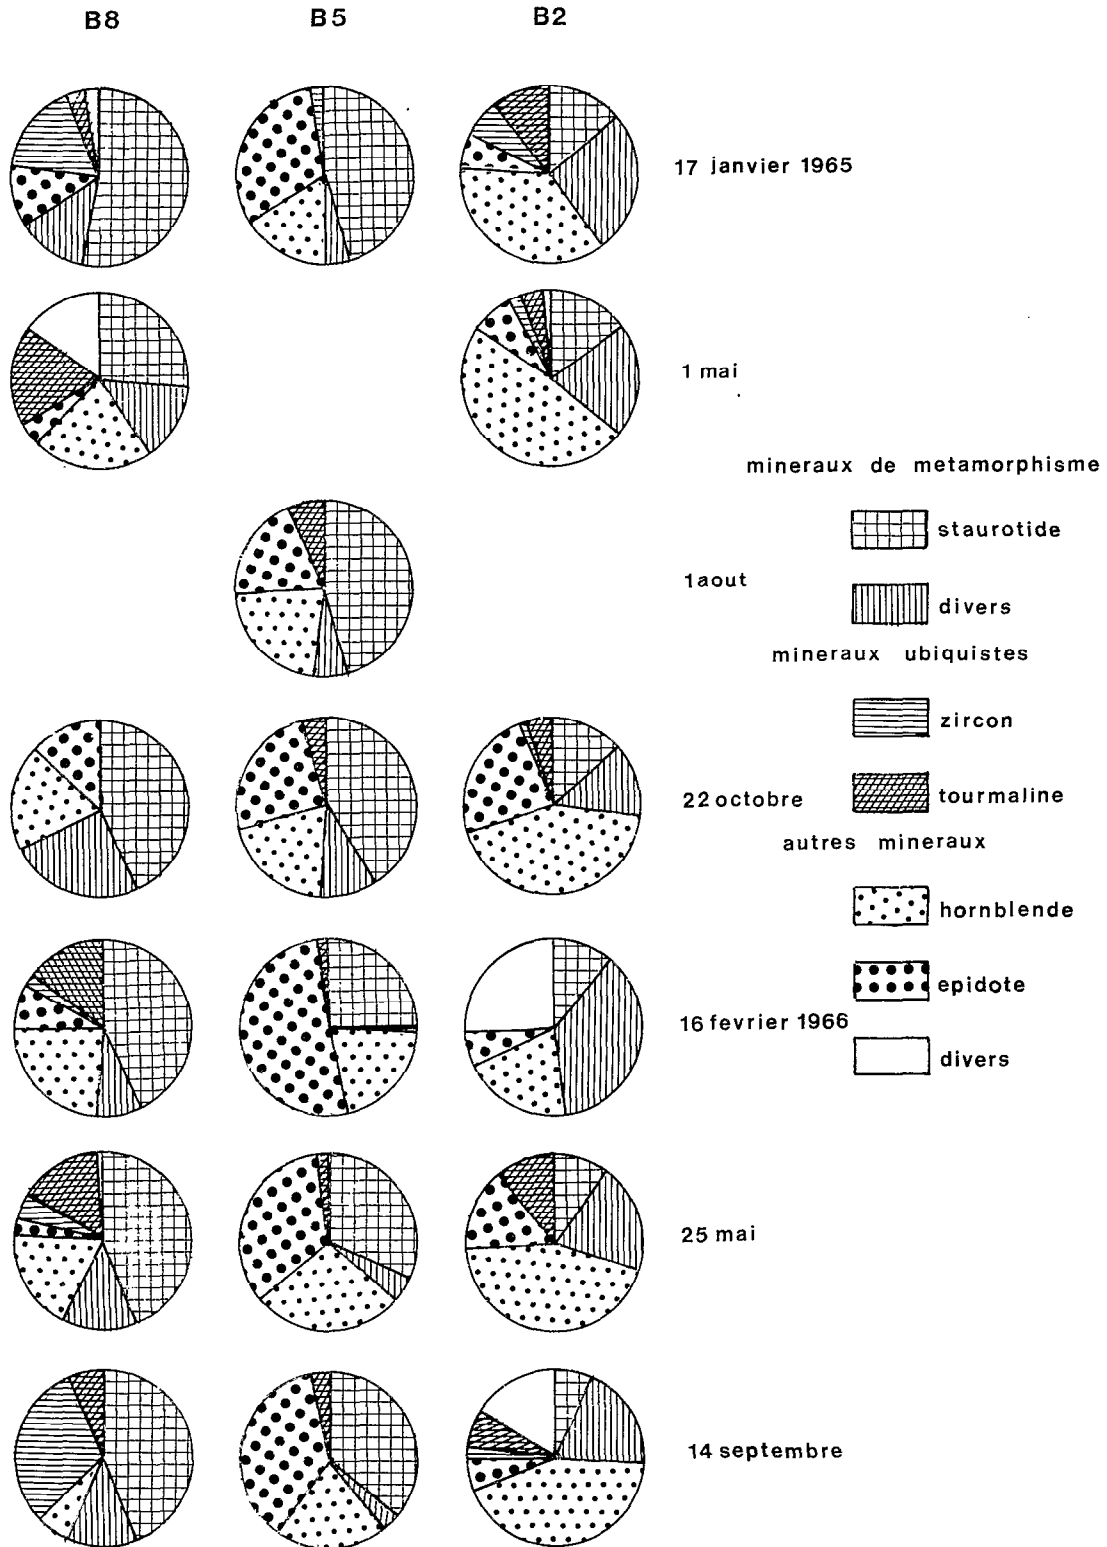 B8 B5 B2
17 janvier 1965
1 mai
mineraux de metamorphisme
staurotide
1aout
divers
mineraux ubiquistes
zircon
22 octobre
tourmaline
autres mineraux
hornblende
epidote
16 fevrier 1966
divers
25 mai
14 septembre